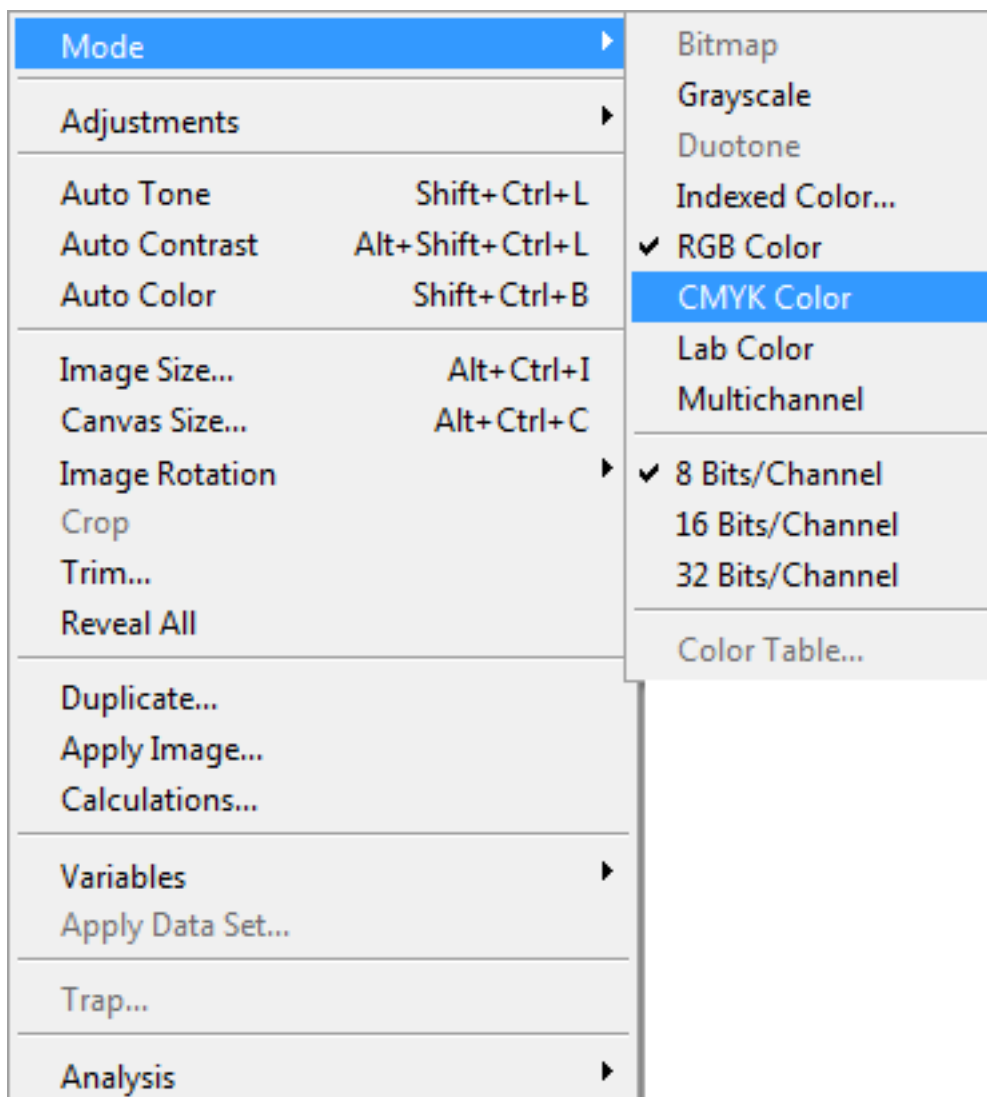 Mode
Adjustments
Auto Tone Shift+Ctrl+L
Auto Contrast Alt+Shift+Ctrl+L
Auto Color Shift+Ctrl+B
Image Size... Alt+Ctrl+I
Canvas Size... Alt+Ctrl+C
Image Rotation
Crop
Trim...
Reveal All
Duplicate...
Apply Image...
Calculations...
Variables
Apply Data Set...
Trap...
Analysis
Bitmap
Grayscale
Duotone
Indexed Color...
RGB Color
CMYK Color
Lab Color
Multichannel
8 Bits/Channel
16 Bits/Channel
32 Bits/Channel
Color Table...